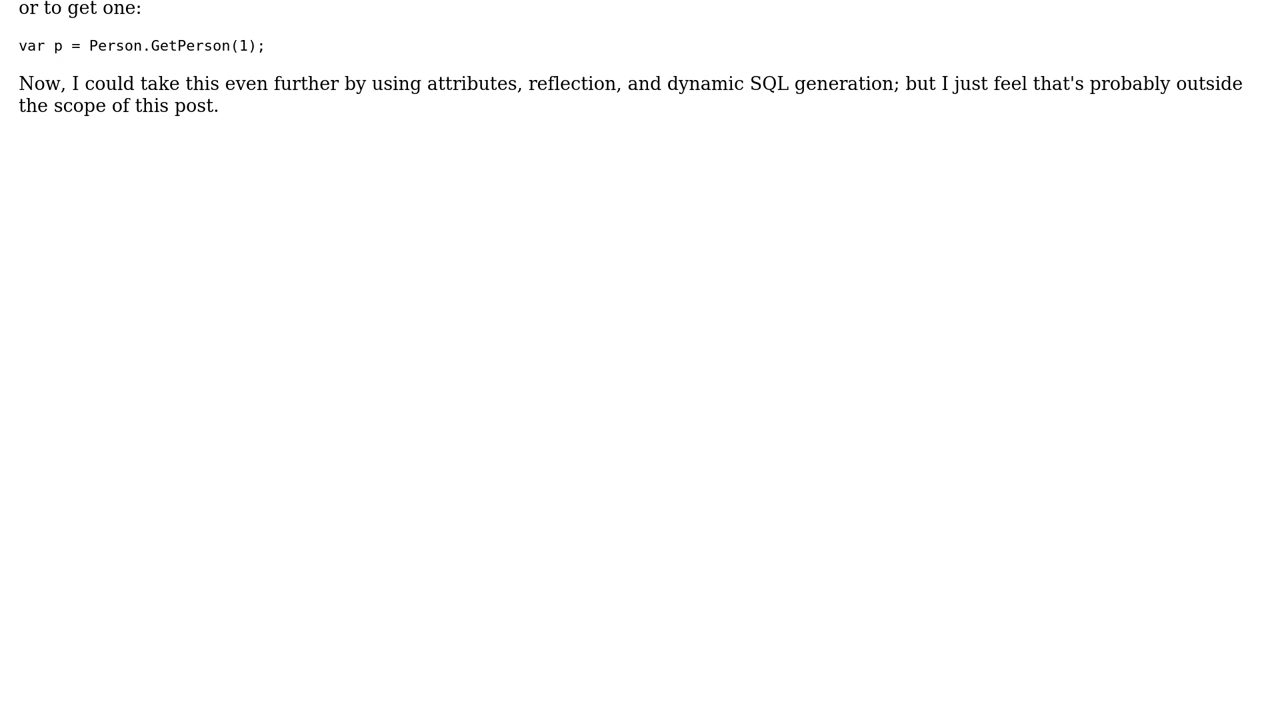 or to get one:
var p = Person.GetPerson(1);
Now, I could take this even further by using attributes, reflection, and dynamic SQL generation; but I just feel that's probably outside
the scope of this post.